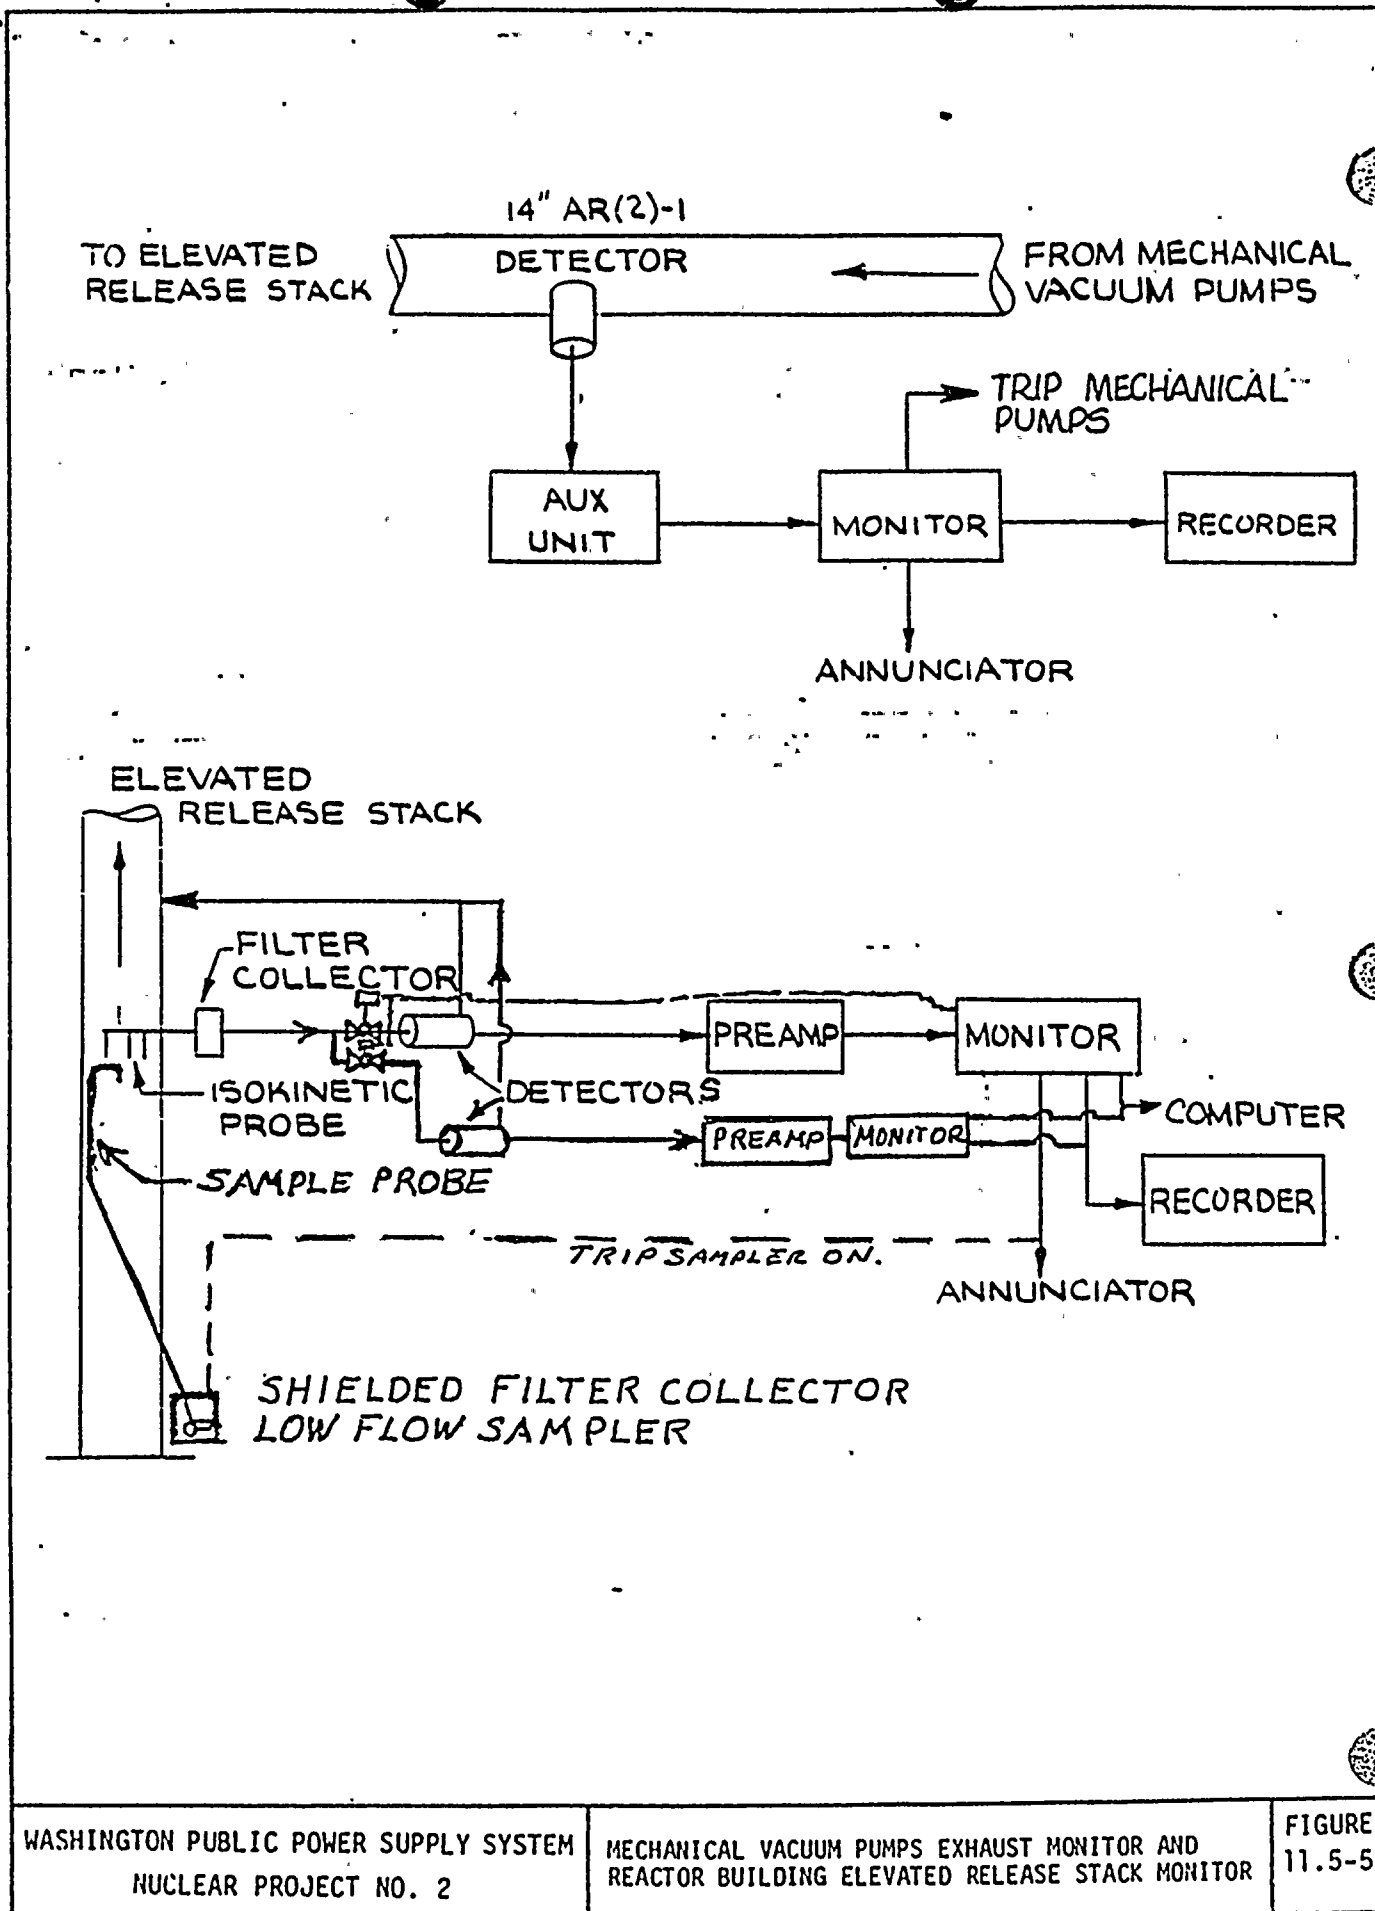 14" AR(2)-1
TO ELEVATED
RELEASE STACK
DETECTOR
FROM MECHANICAL
VACUUM PUMPS
TRIP MECHANICAL
PUMPS
AUX
UNIT
MONITOR
RECORDER
ANNUNCIATOR
ELEVATED
RELEASE STACK
FILTER
COLLECTOR
PREAMP
MONITOR
ISOKINETIC
PROBE
DETECTORS
COMPUTER
PREAMP
MONITOR
SAMPLE PROBE
RECORDER
TRIP SAMPLER ON.
ANNUNCIATOR
SHIELDED FILTER COLLECTOR
LOW FLOW SAMPLER
WASHINGTON PUBLIC POWER SUPPLY SYSTEM
NUCLEAR PROJECT NO. 2
MECHANICAL VACUUM PUMPS EXHAUST MONITOR AND
REACTOR BUILDING ELEVATED RELEASE STACK MONITOR
FIGURE
11.5-5